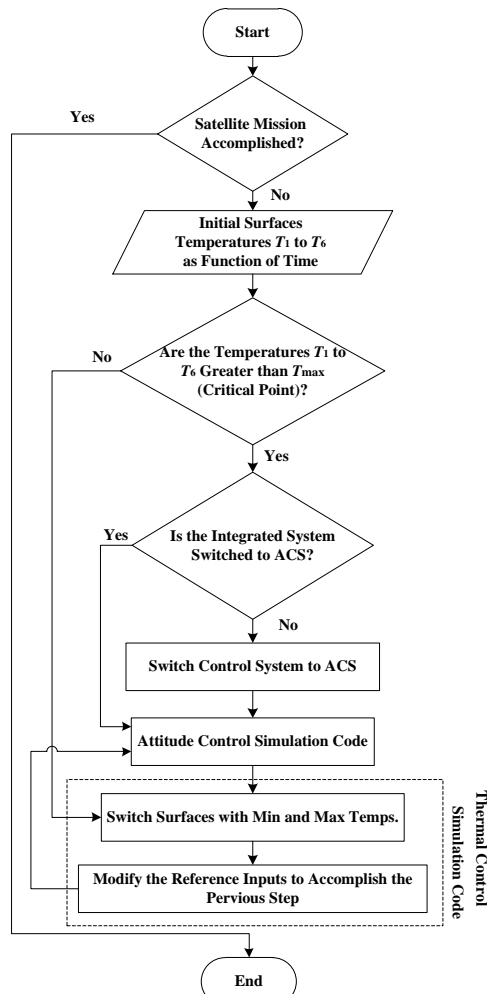 Start
Yes
Satellite Mission
Accomplished?
No
Initial Surfaces
Temperatures T1 to T6
as Function of Time
No
Are the Temperatures T1 to
T6 Greater than Tmax
(Critical Point)?
Yes
Yes
Is the Integrated System
Switched to ACS?
No
Switch Control System to ACS
Attitude Control Simulation Code
Switch Surfaces with Min and Max Temps.
Modify the Reference Inputs to Accomplish the
Pervious Step
Thermal Control
Simulation Code
End